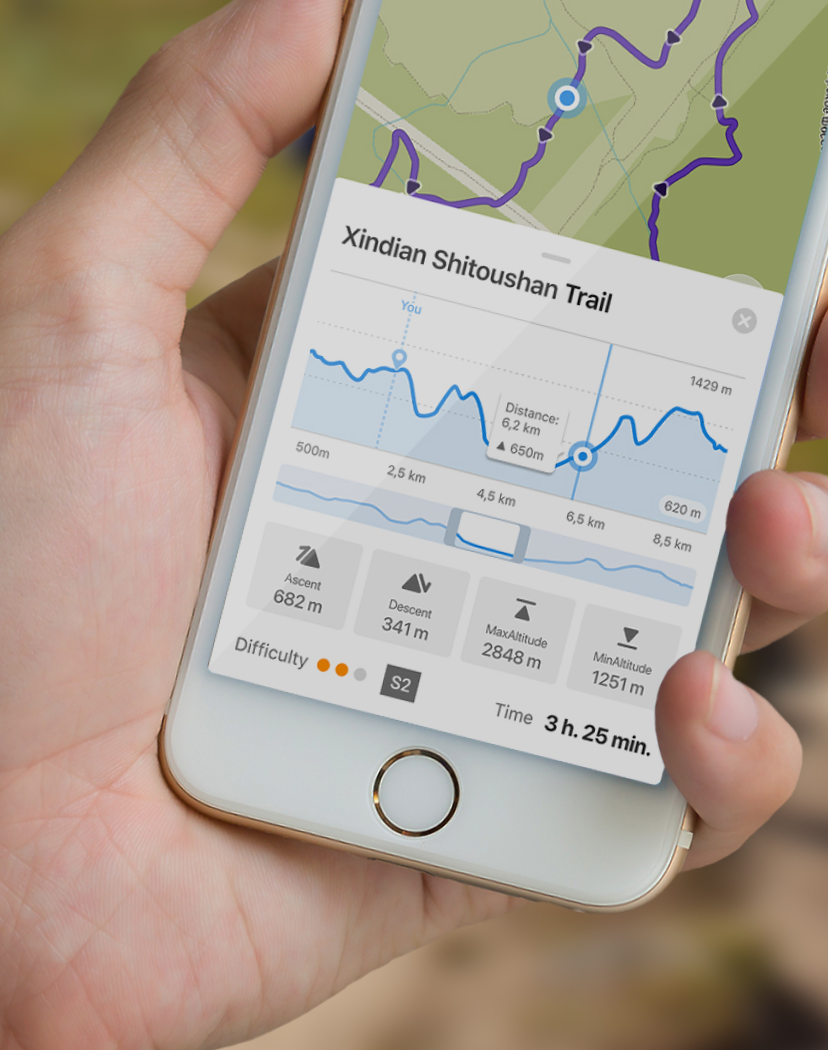 Xindian Shitoushan Trail
You
1429 m
Distance:
6,2 km
▲ 650m
620 m
500m
2,5 km
4,5 km
6,5 km
8,5 km
Ascent
682 m
Descent
341 m
MaxAltitude
2848 m
MinAltitude
1251 m
Difficulty
S2
Time 3 h. 25 min.